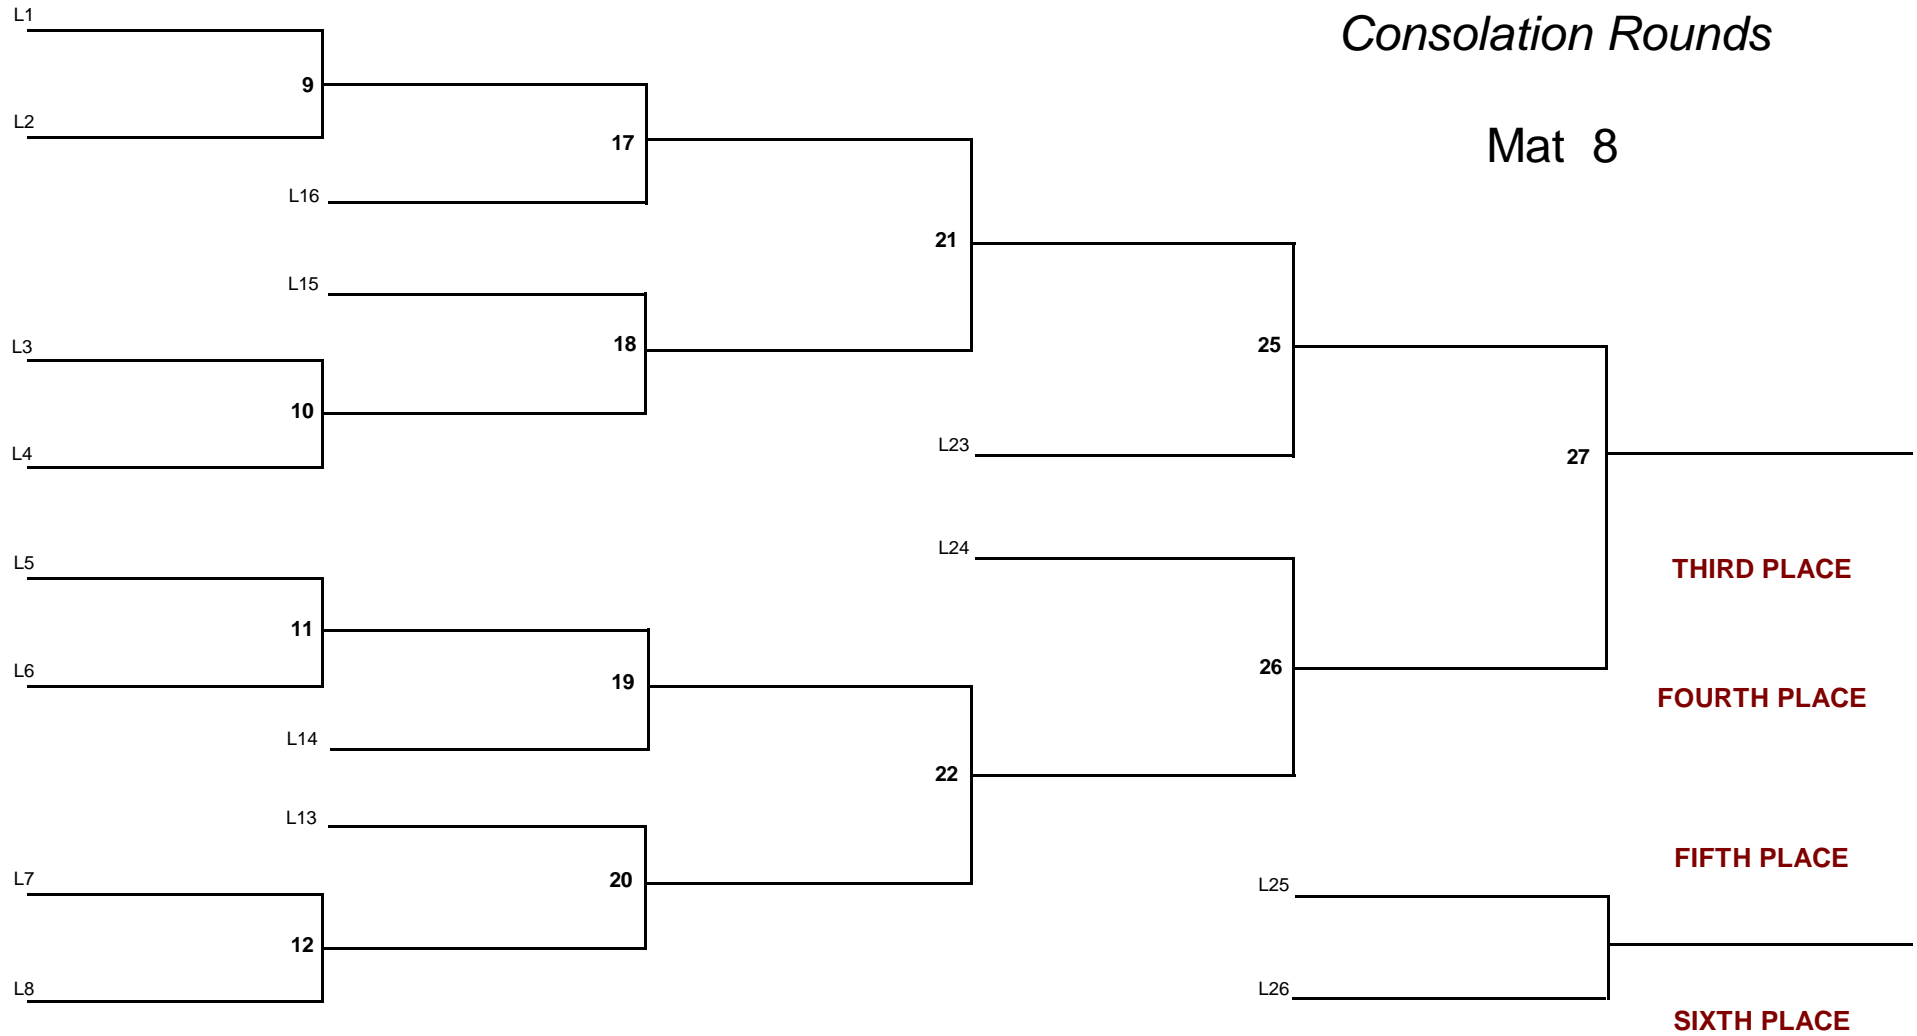 L1
Consolation Rounds
9
L2
Mat 8
17
L16
21
L15
L3
18
25
10
L4
L23
27
L24
L5
THIRD PLACE
11
L6
19
26
FOURTH PLACE
L14
22
L13
FIFTH PLACE
L7
20
L25
12
L8
L26
SIXTH PLACE